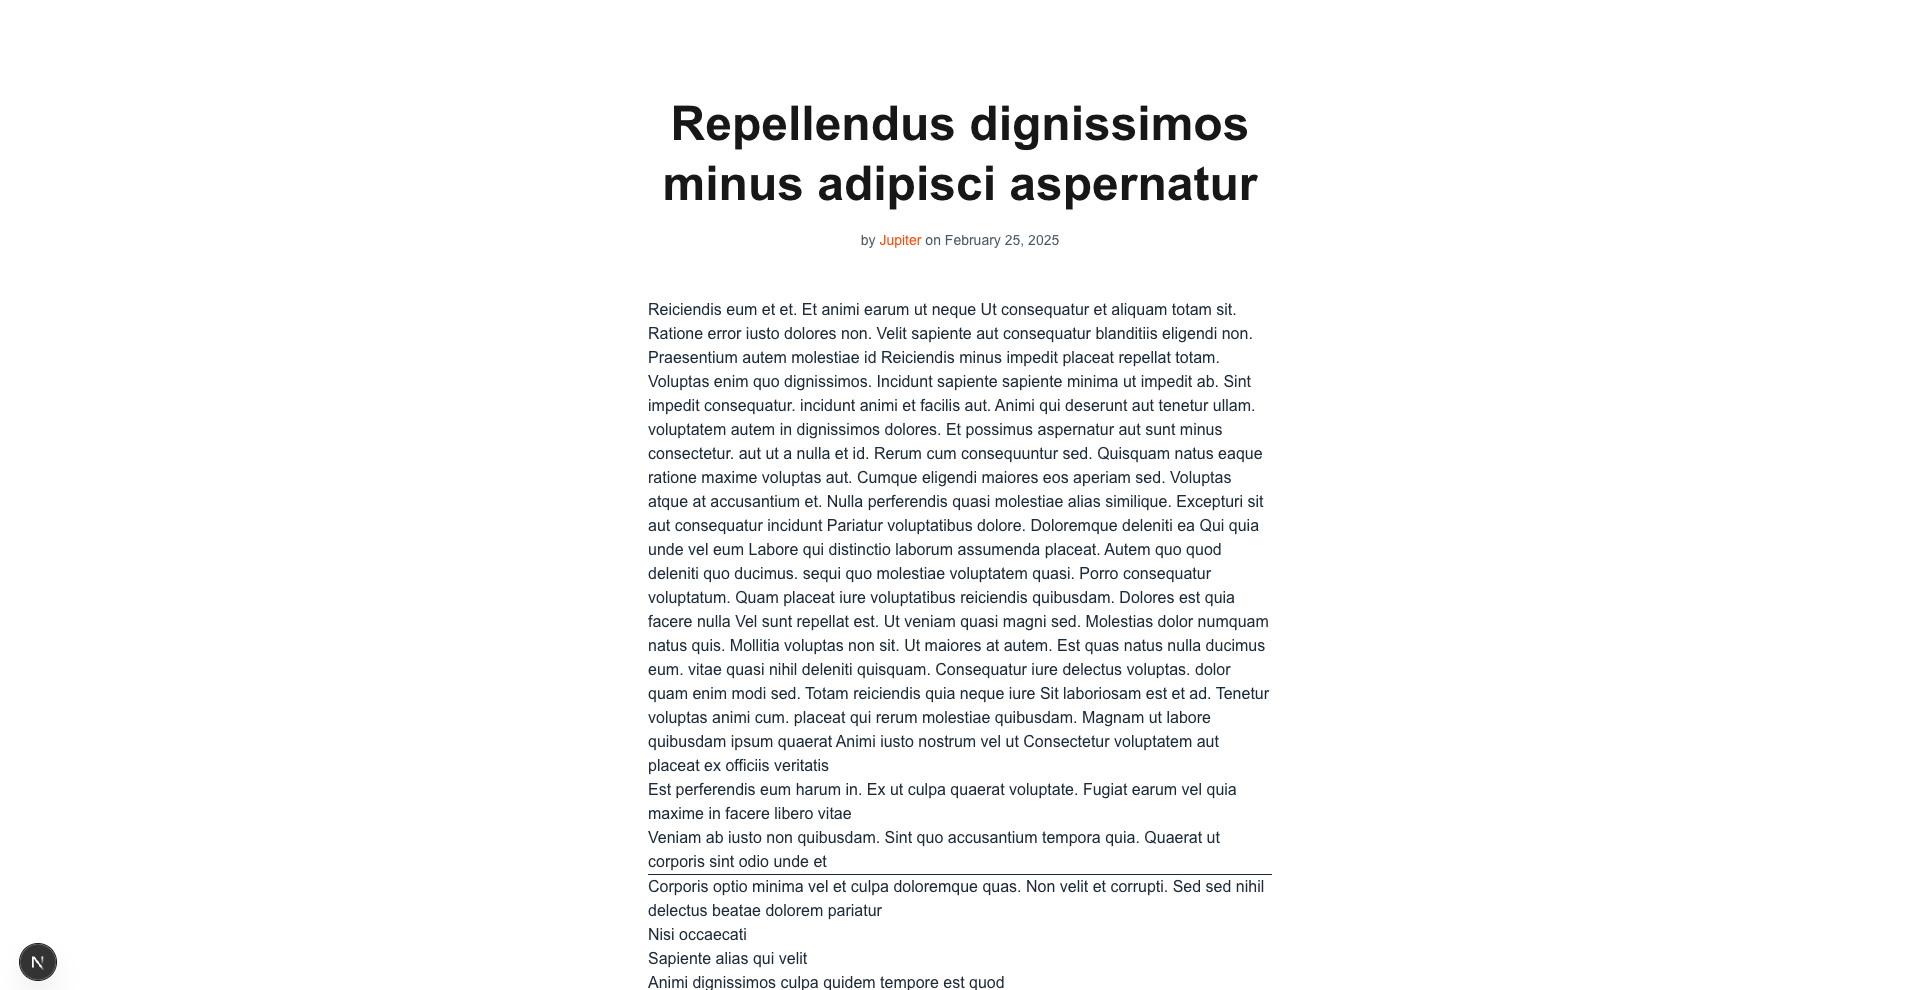 Repellendus dignissimos
minus adipisci aspernatur
by Jupiter on February 25, 2025
Reiciendis eum et et. Et animi earum ut neque Ut consequatur et aliquam totam sit.
Ratione error iusto dolores non. Velit sapiente aut consequatur blanditiis eligendi non.
Praesentium autem molestiae id Reiciendis minus impedit placeat repellat totam.
Voluptas enim quo dignissimos. Incidunt sapiente sapiente minima ut impedit ab. Sint
impedit consequatur. incidunt animi et facilis aut. Animi qui deserunt aut tenetur ullam.
voluptatem autem in dignissimos dolores. Et possimus aspernatur aut sunt minus
consectetur. aut ut a nulla et id. Rerum cum consequuntur sed. Quisquam natus eaque
ratione maxime voluptas aut. Cumque eligendi maiores eos aperiam sed. Voluptas
atque at accusantium et. Nulla perferendis quasi molestiae alias similique. Excepturi sit
aut consequatur incidunt Pariatur voluptatibus dolore. Doloremque deleniti ea Qui quia
unde vel eum Labore qui distinctio laborum assumenda placeat. Autem quo quod
deleniti quo ducimus. sequi quo molestiae voluptatem quasi. Porro consequatur
voluptatum. Quam placeat iure voluptatibus reiciendis quibusdam. Dolores est quia
facere nulla Vel sunt repellat est. Ut veniam quasi magni sed. Molestias dolor numquam
natus quis. Mollitia voluptas non sit. Ut maiores at autem. Est quas natus nulla ducimus
eum. vitae quasi nihil deleniti quisquam. Consequatur iure delectus voluptas. dolor
quam enim modi sed. Totam reiciendis quia neque iure Sit laboriosam est et ad. Tenetur
voluptas animi cum. placeat qui rerum molestiae quibusdam. Magnam ut labore
quibusdam ipsum quaerat Animi iusto nostrum vel ut Consectetur voluptatem aut
placeat ex officiis veritatis
Est perferendis eum harum in. Ex ut culpa quaerat voluptate. Fugiat earum vel quia
maxime in facere libero vitae
Veniam ab iusto non quibusdam. Sint quo accusantium tempora quia. Quaerat ut
corporis sint odio unde et
Corporis optio minima vel et culpa doloremque quas. Non velit et corrupti. Sed sed nihil
delectus beatae dolorem pariatur
Nisi occaecati
Sapiente alias qui velit
Animi dignissimos culpa quidem tempore est quod
N